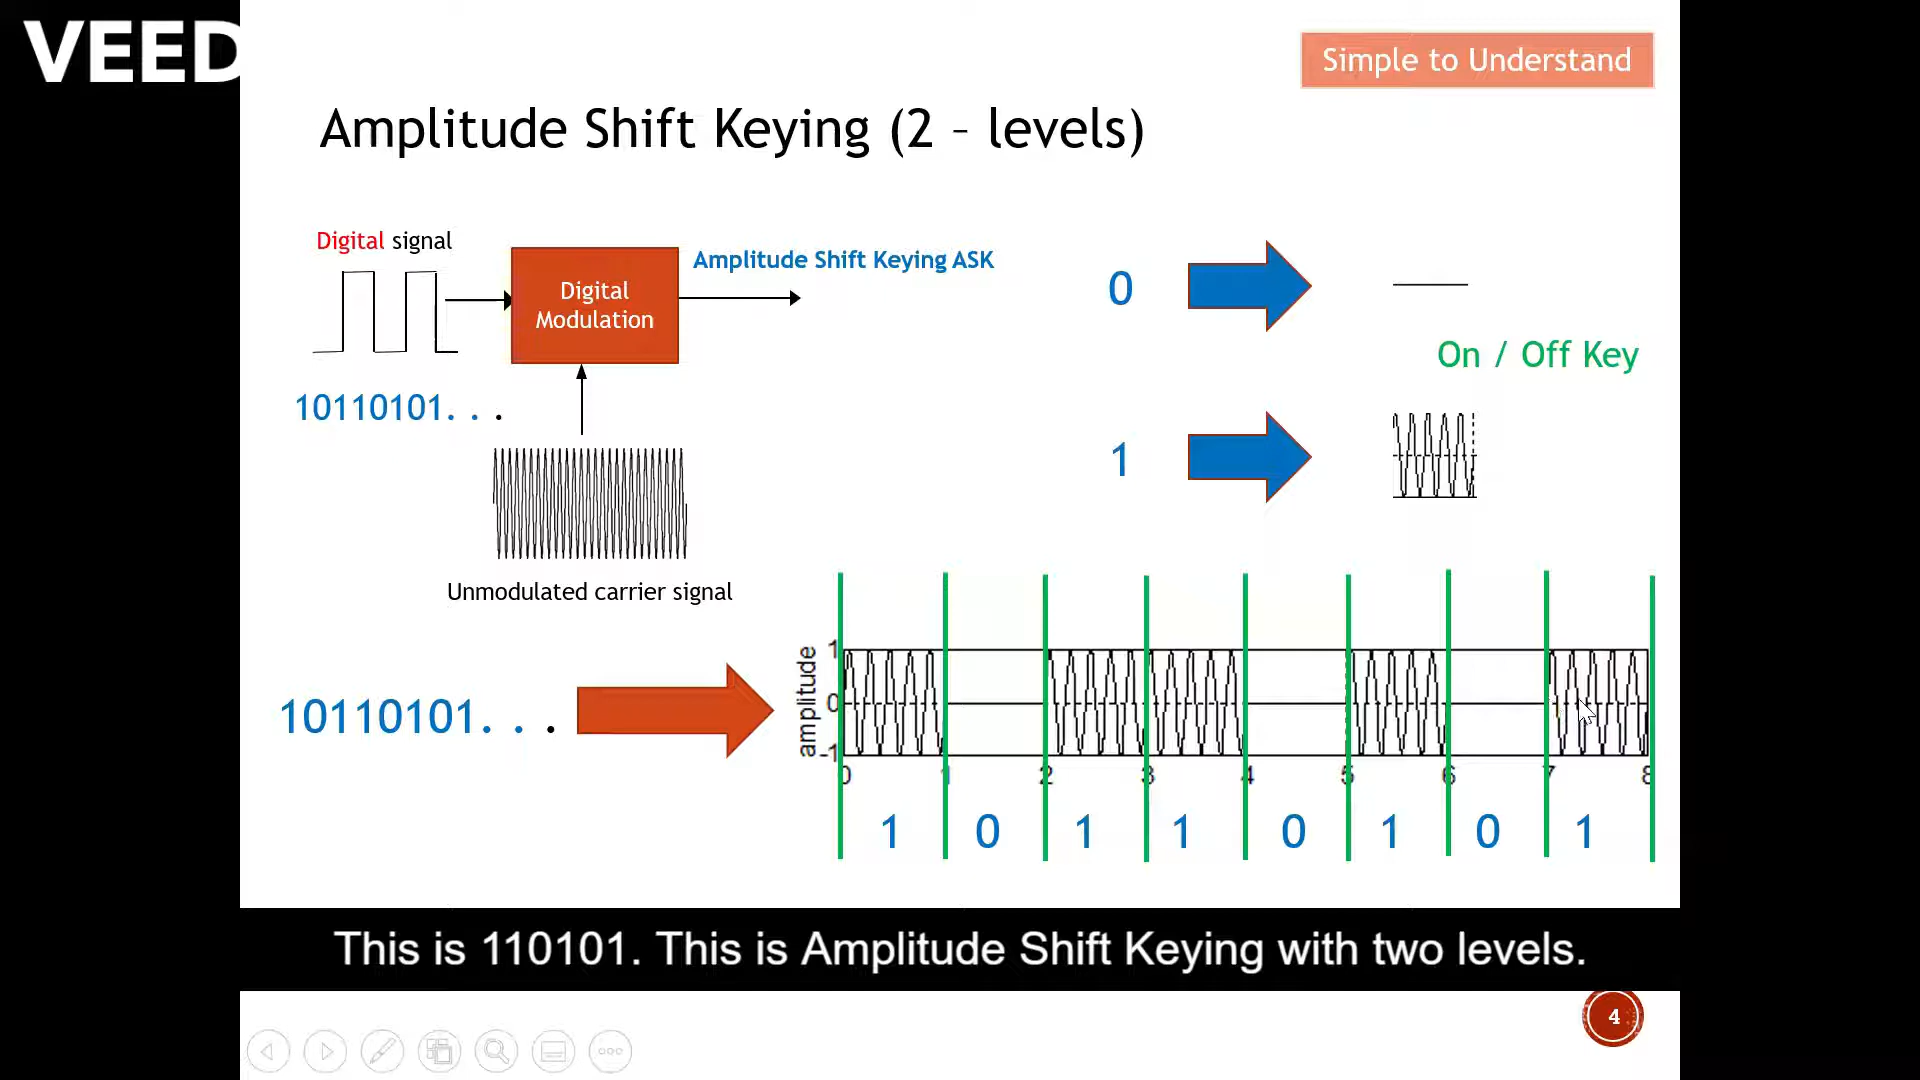 VEED
Simple to Understand
Amplitude Shift Keying (2 – levels)
Digital signal
Digital
Modulation
Amplitude Shift Keying ASK
0
On / Off Key
10110101. . .
1
Unmodulated carrier signal
10110101. . .
amplitude
1
0
-1
0 1 2 3 4 5 6 7 8
1 0 1 1 0 1 0 1
This is 110101. This is Amplitude Shift Keying with two levels.
4